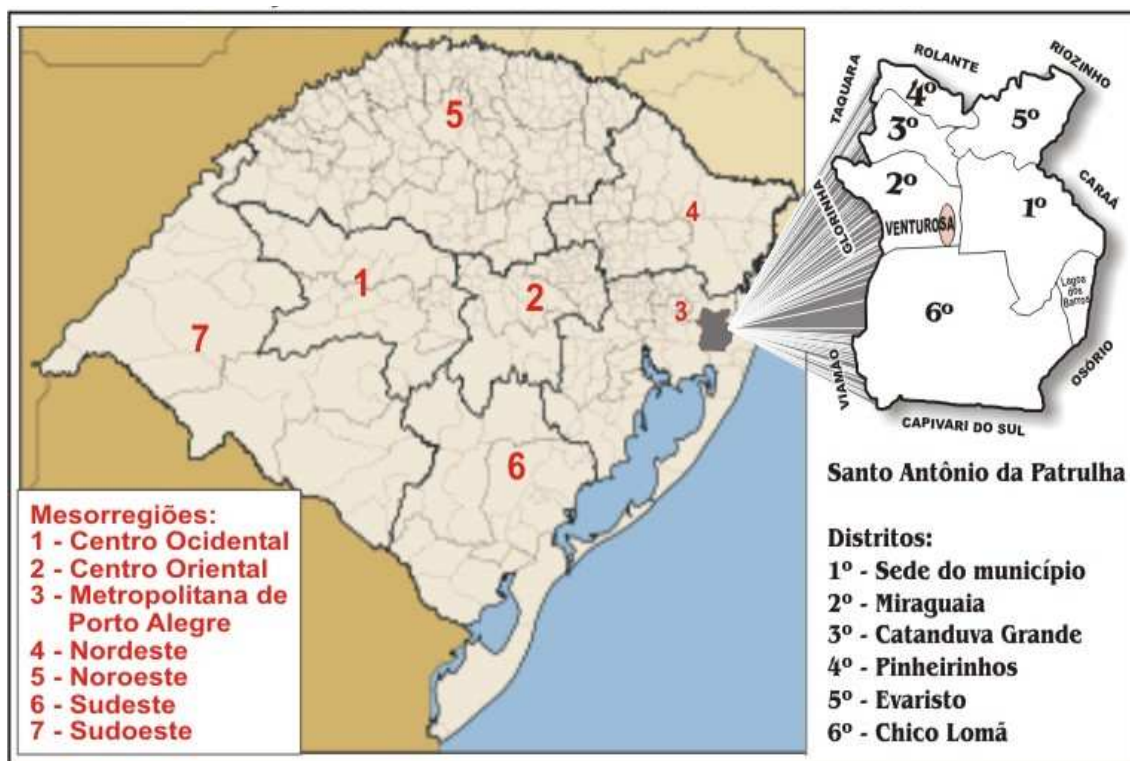 5
4
1
2
3
7
6
Mesorregiões:
1 - Centro Ocidental
2 - Centro Oriental
3 - Metropolitana de
Porto Alegre
4 - Nordeste
5 - Noroeste
6 - Sudeste
7 - Sudoeste
ROLANTE
RIOZINHO
TAQUARA
4º
5º
3º
2º
1º
CARAÁ
GLORINHA
VENTUROSA
Lagoa
dos
Barros
6º
OSÓRIO
VIAMÃO
CAPIVARI DO SUL
Santo Antônio da Patrulha
Distritos:
1º - Sede do município
2º - Miraguaia
3º - Catanduva Grande
4º - Pinheirinhos
5º - Evaristo
6º - Chico Lomã